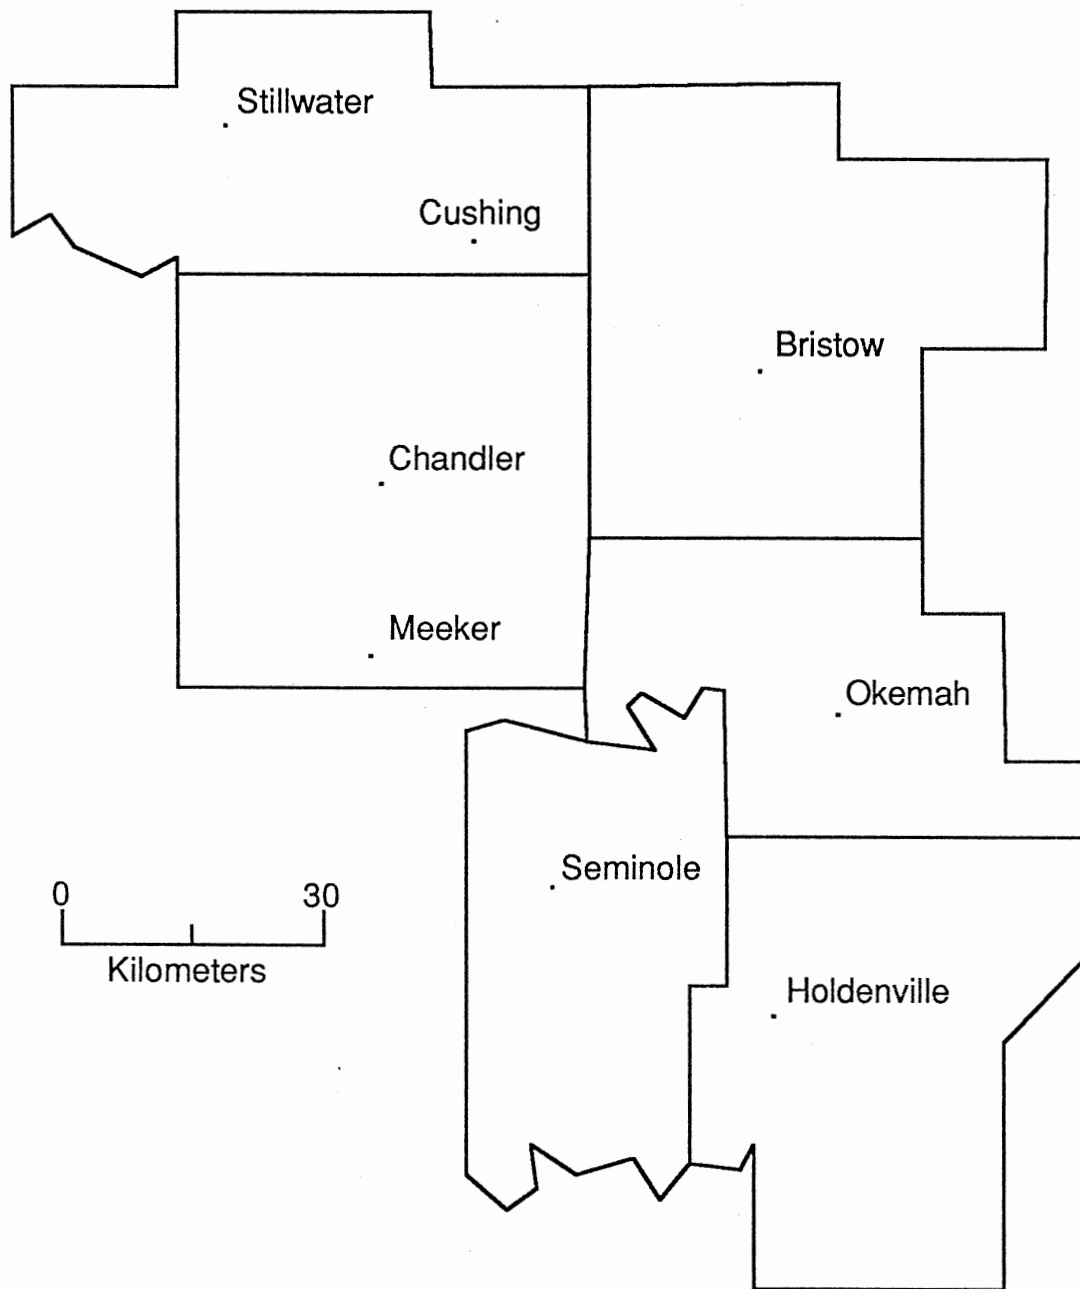 Stillwater
Cushing
Bristow
Chandler
Meeker
Okemah
Seminole
0 30
Kilometers
Holdenville